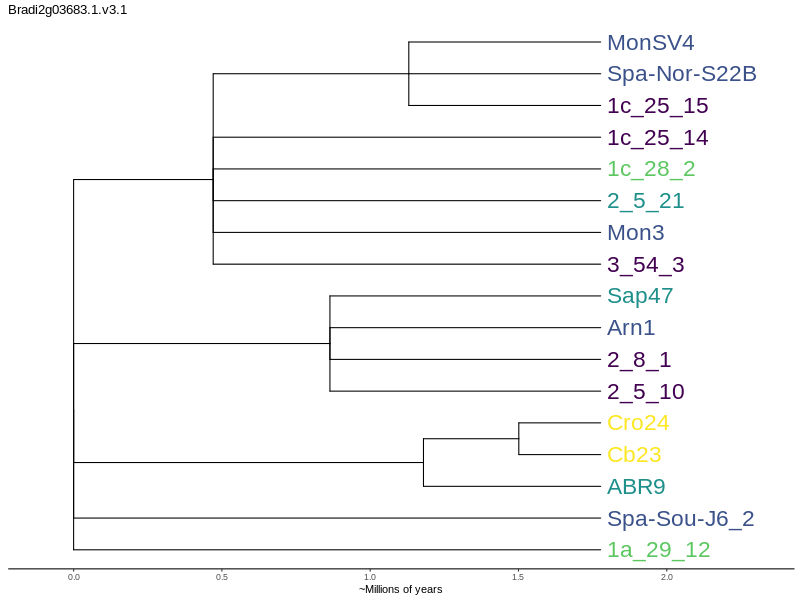 Bradi2g03683.1.v3.1
MonSV4
Spa-Nor-S22B
1c_25_15
1c_25_14
1c_28_2
2_5_21
Mon3
3_54_3
Sap47
Arn1
2_8_1
2_5_10
Cro24
Cb23
ABR9
Spa-Sou-J6_2
1a_29_12
0.0 0.5 1.0 1.5 2.0
~Millions of years